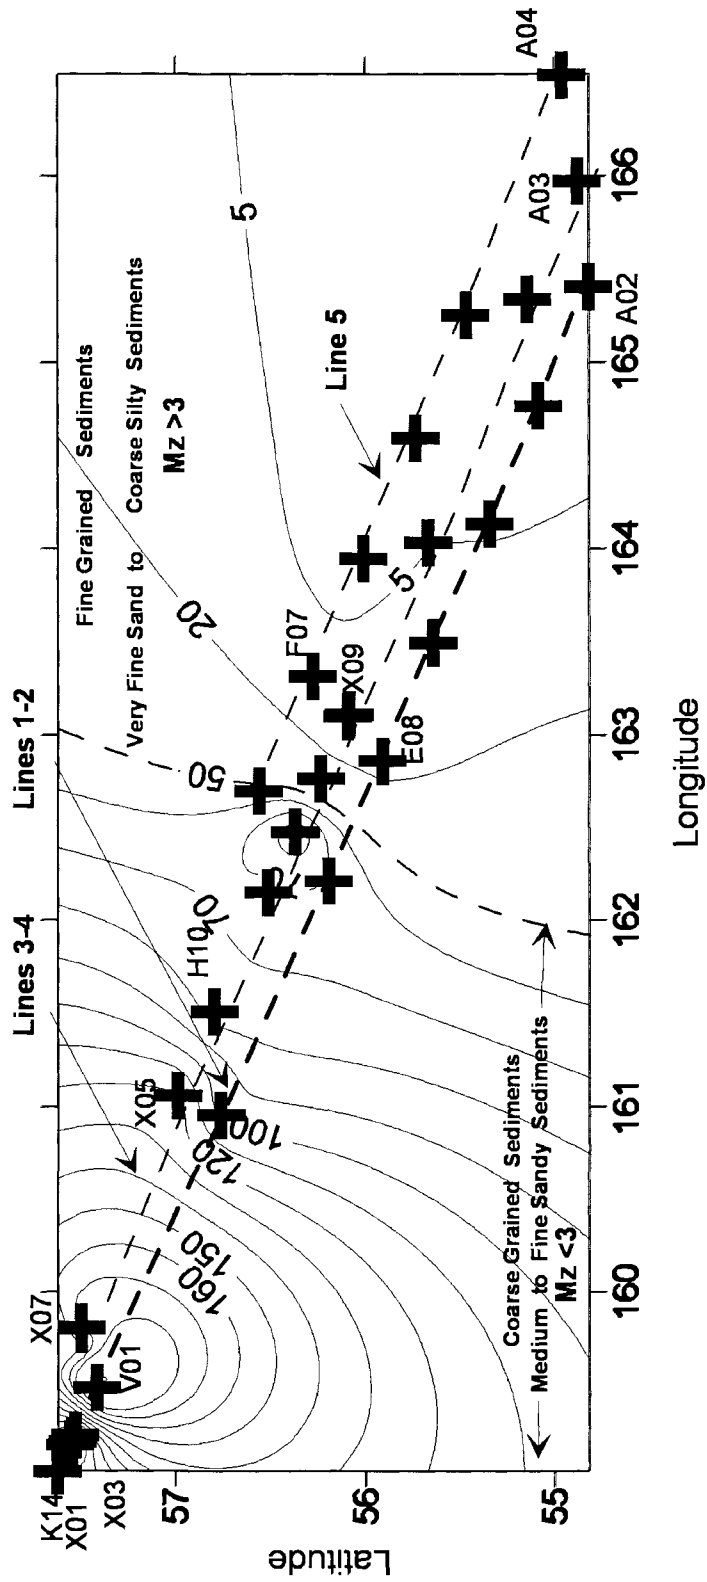 Lines 3-4
Lines 1-2
Fine Grained Sediments
Very Fine Sand to Coarse Silty Sediments
Mz >3
Line 5
Coarse Grained Sediments
Medium to Fine Sandy Sediments
Mz <3
K14
X01
X03
X07
V01
X05
H10
F07
X09
E08
A02
A03
A04
160
150
120
100
70
50
20
5
5
Latitude
57
56
55
160
161
162
163
164
165
166
Longitude